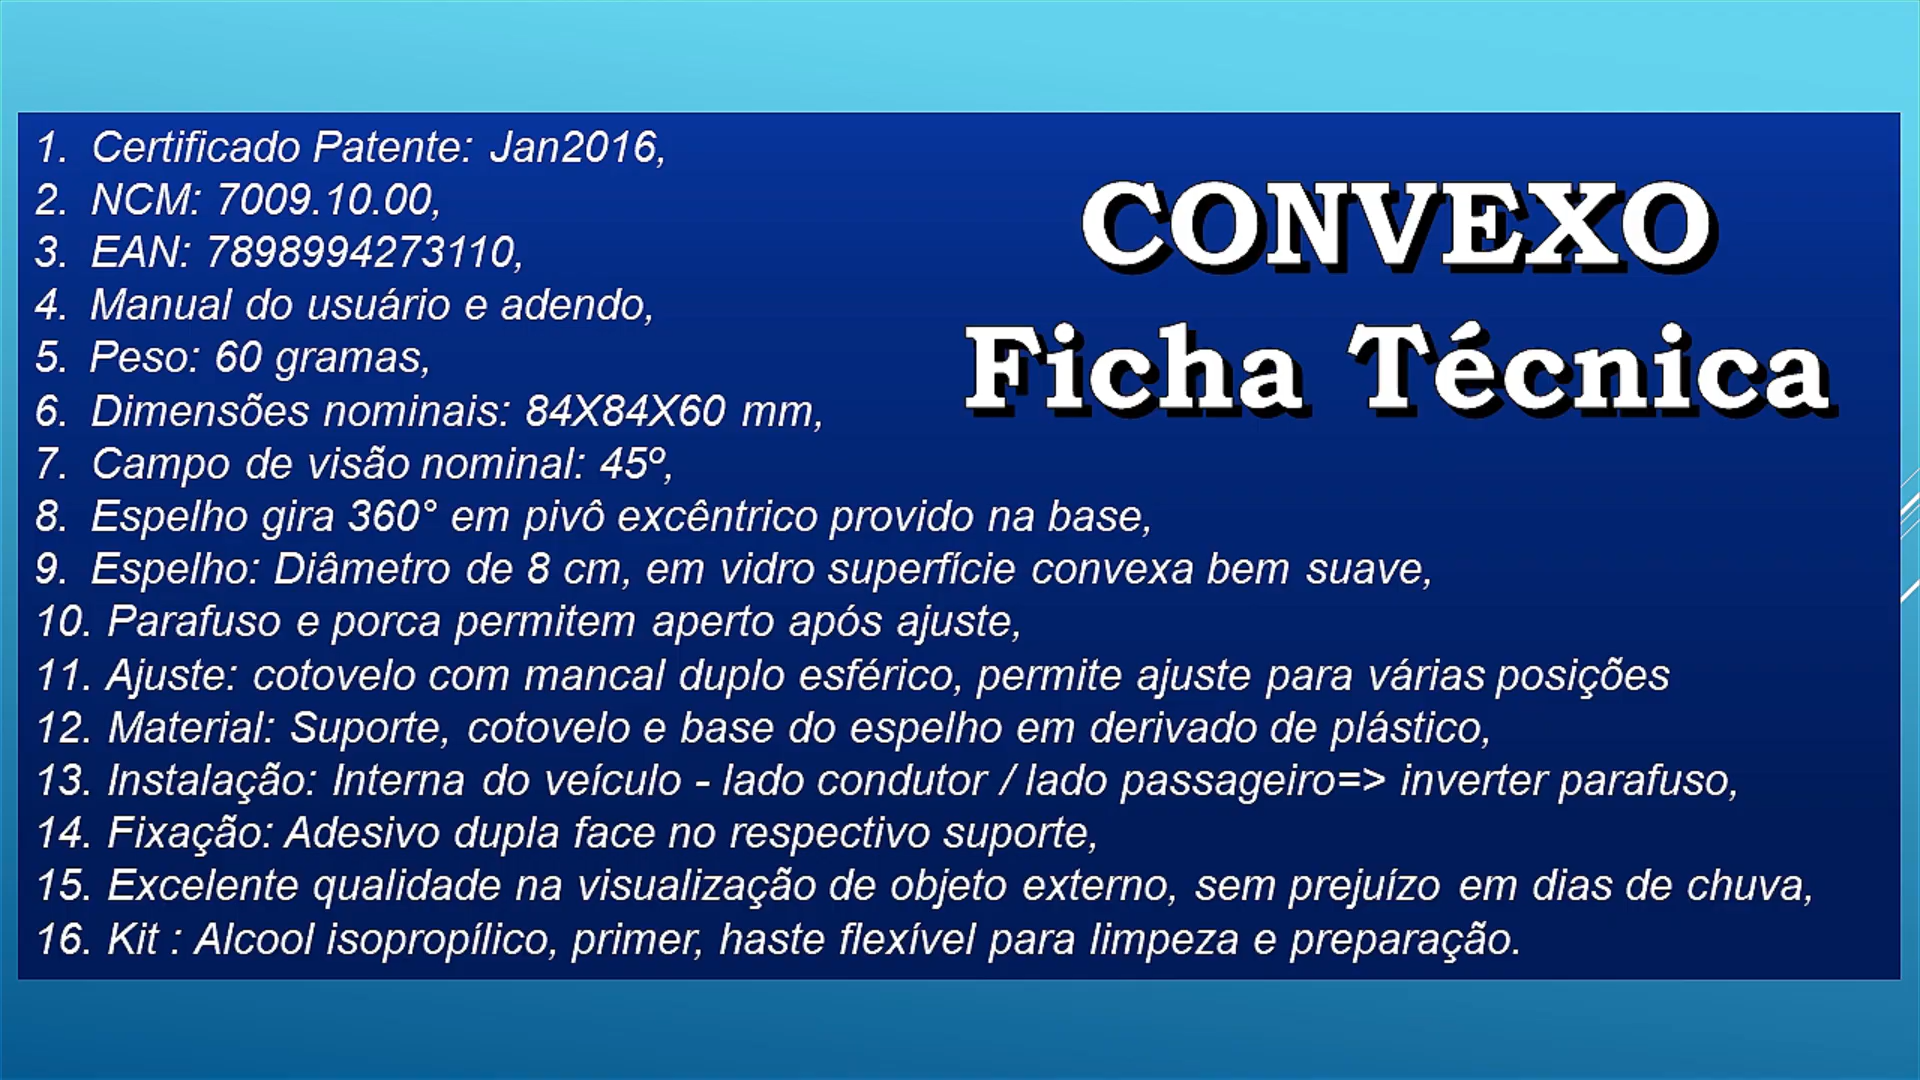 CONVEXO
Ficha Técnica
1. Certificado Patente: Jan2016,
2. NCM: 7009.10.00,
3. EAN: 7898994273110,
4. Manual do usuário e adendo,
5. Peso: 60 gramas,
6. Dimensões nominais: 84X84X60 mm,
7. Campo de visão nominal: 45º,
8. Espelho gira 360° em pivô excêntrico provido na base,
9. Espelho: Diâmetro de 8 cm, em vidro superfície convexa bem suave,
10. Parafuso e porca permitem aperto após ajuste,
11. Ajuste: cotovelo com mancal duplo esférico, permite ajuste para várias posições
12. Material: Suporte, cotovelo e base do espelho em derivado de plástico,
13. Instalação: Interna do veículo - lado condutor / lado passageiro=> inverter parafuso,
14. Fixação: Adesivo dupla face no respectivo suporte,
15. Excelente qualidade na visualização de objeto externo, sem prejuízo em dias de chuva,
16. Kit : Alcool isopropílico, primer, haste flexível para limpeza e preparação.